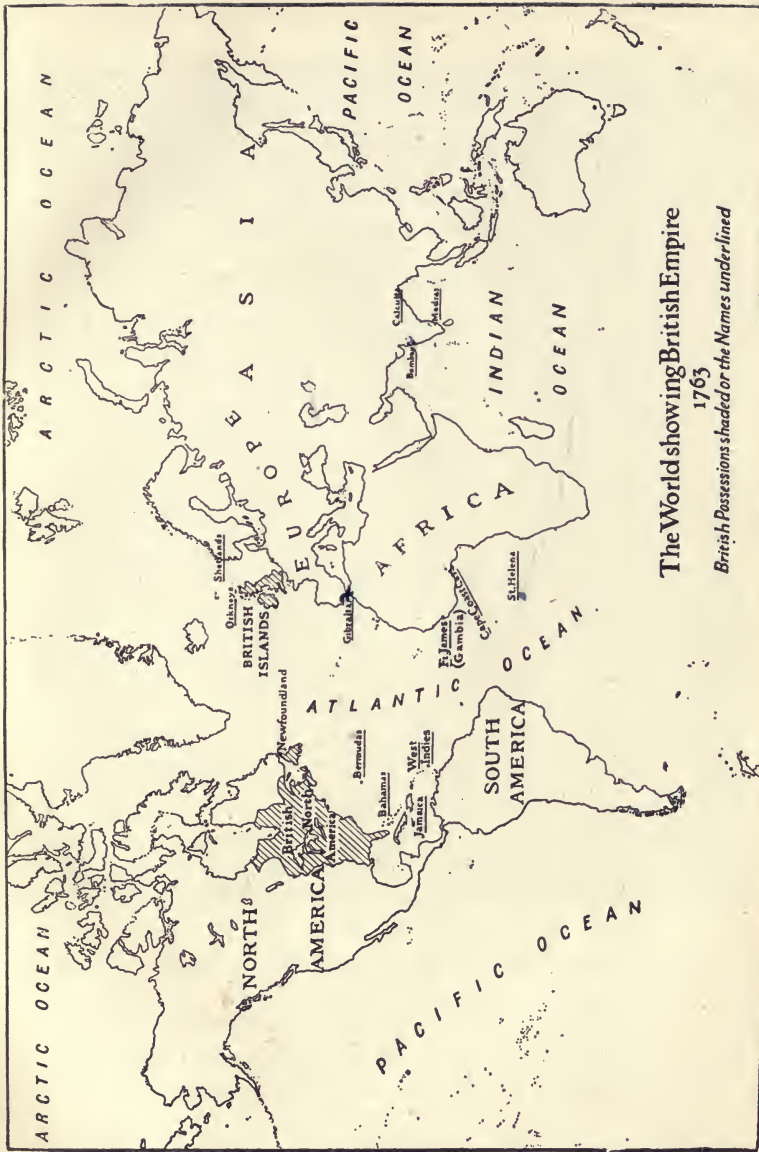 ARCTIC OCEAN
ARCTIC OCEAN
NORTH
AMERICA
British
North
America
Newfoundland
Bermudas
Bahamas
Jamaica
West
Indies
SOUTH
AMERICA
PACIFIC OCEAN
ATLANTIC OCEAN
Orkneys
Shetlands
BRITISH
ISLANDS
Gibraltar
EUROPE
ASIA
AFRICA
Ft. James
(Gambia)
Cape Coast Cas.
St. Helena
Bombay
Calcutta
Madras
INDIAN
OCEAN
PACIFIC
OCEAN
The World showing British Empire
1763
British Possessions shaded or the Names underlined